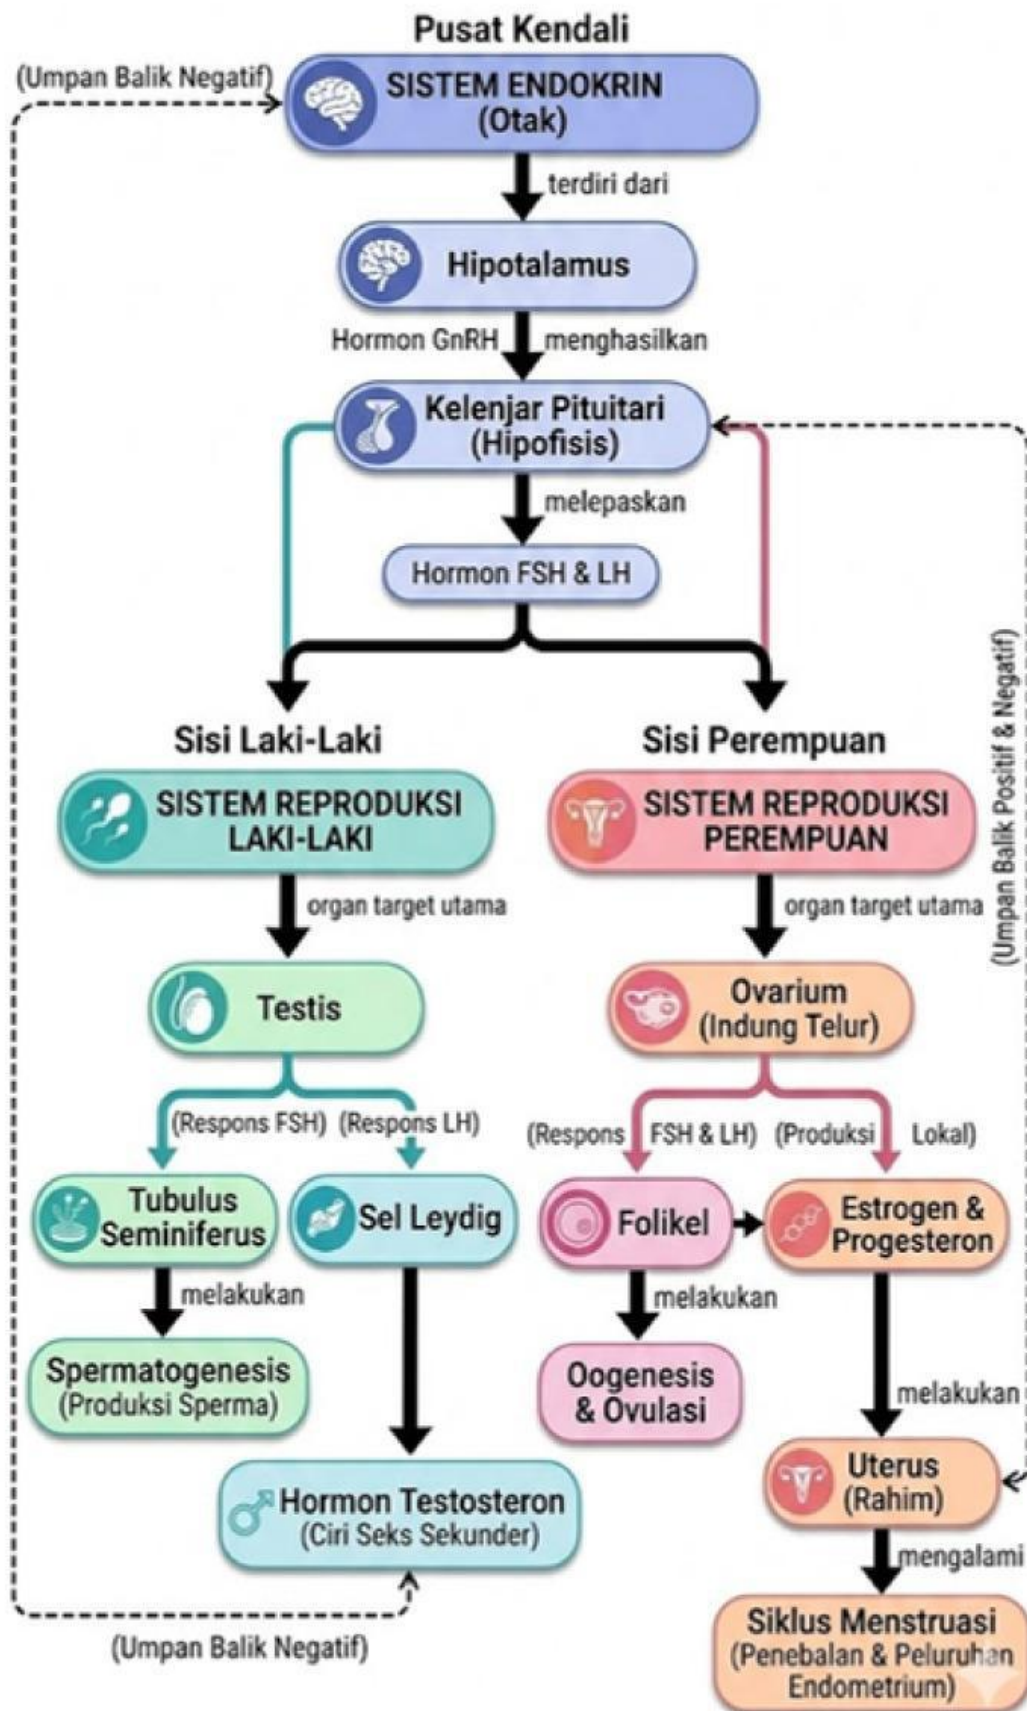 Pusat Kendali
(Umpan Balik Negatif)
SISTEM ENDOKRIN
(Otak)
terdiri dari
Hipotalamus
Hormon GnRH
menghasilkan
Kelenjar Pituitari
(Hipofisis)
melepaskan
Hormon FSH & LH
(Umpan Balik Positif & Negatif)
Sisi Laki-Laki
SISTEM REPRODUKSI
LAKI-LAKI
organ target utama
Testis
(Respons FSH)
(Respons LH)
Tubulus
Seminiferus
melakukan
Spermatogenesis
(Produksi Sperma)
Sel Leydig
Hormon Testosteron
(Ciri Seks Sekunder)
(Umpan Balik Negatif)
Sisi Perempuan
SISTEM REPRODUKSI
PEREMPUAN
organ target utama
Ovarium
(Indung Telur)
(Respons FSH & LH)
(Produksi Lokal)
Folikel
melakukan
Oogenesis
& Ovulasi
Estrogen &
Progesteron
melakukan
Uterus
(Rahim)
mengalami
Siklus Menstruasi
(Penebalan & Peluruhan
Endometrium)